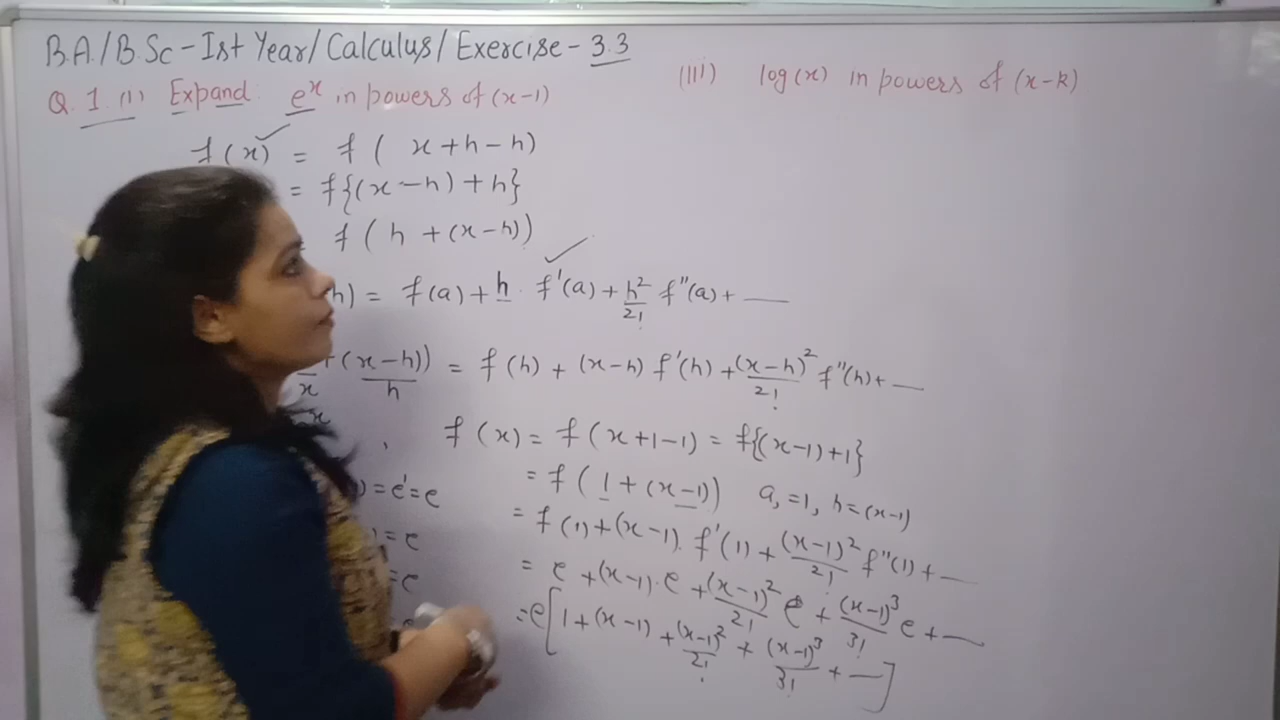 B.A./B.Sc - Ist Year/Calculus/Exercise - 3.3
Q.1.(i) Expand: e^x in powers of (x-1)
(iii) log(x) in powers of (x-k)
f(x) = f( x+h-h)
= f{(x-h)+h}
f( h +(x-h))
h) = f(a) + h. f'(a) + h²/2! f''(a) + —
(x-h))/h = f(h) + (x-h) f'(h) + (x-h)²/2! f''(h) + —
x
x
, f(x) = f(x+1-1) = f{(x-1)+1}
= f( 1 + (x-1)) a,=1, h=(x-1)
) = e' = e
= f(1)+(x-1). f'(1) + (x-1)²/2! f''(1) + —
) = e
= e +(x-1).e + (x-1)²/2! e + (x-1)³/3! e + —
= e
= e[1+(x-1) + (x-1)²/2! + (x-1)³/3! + —]